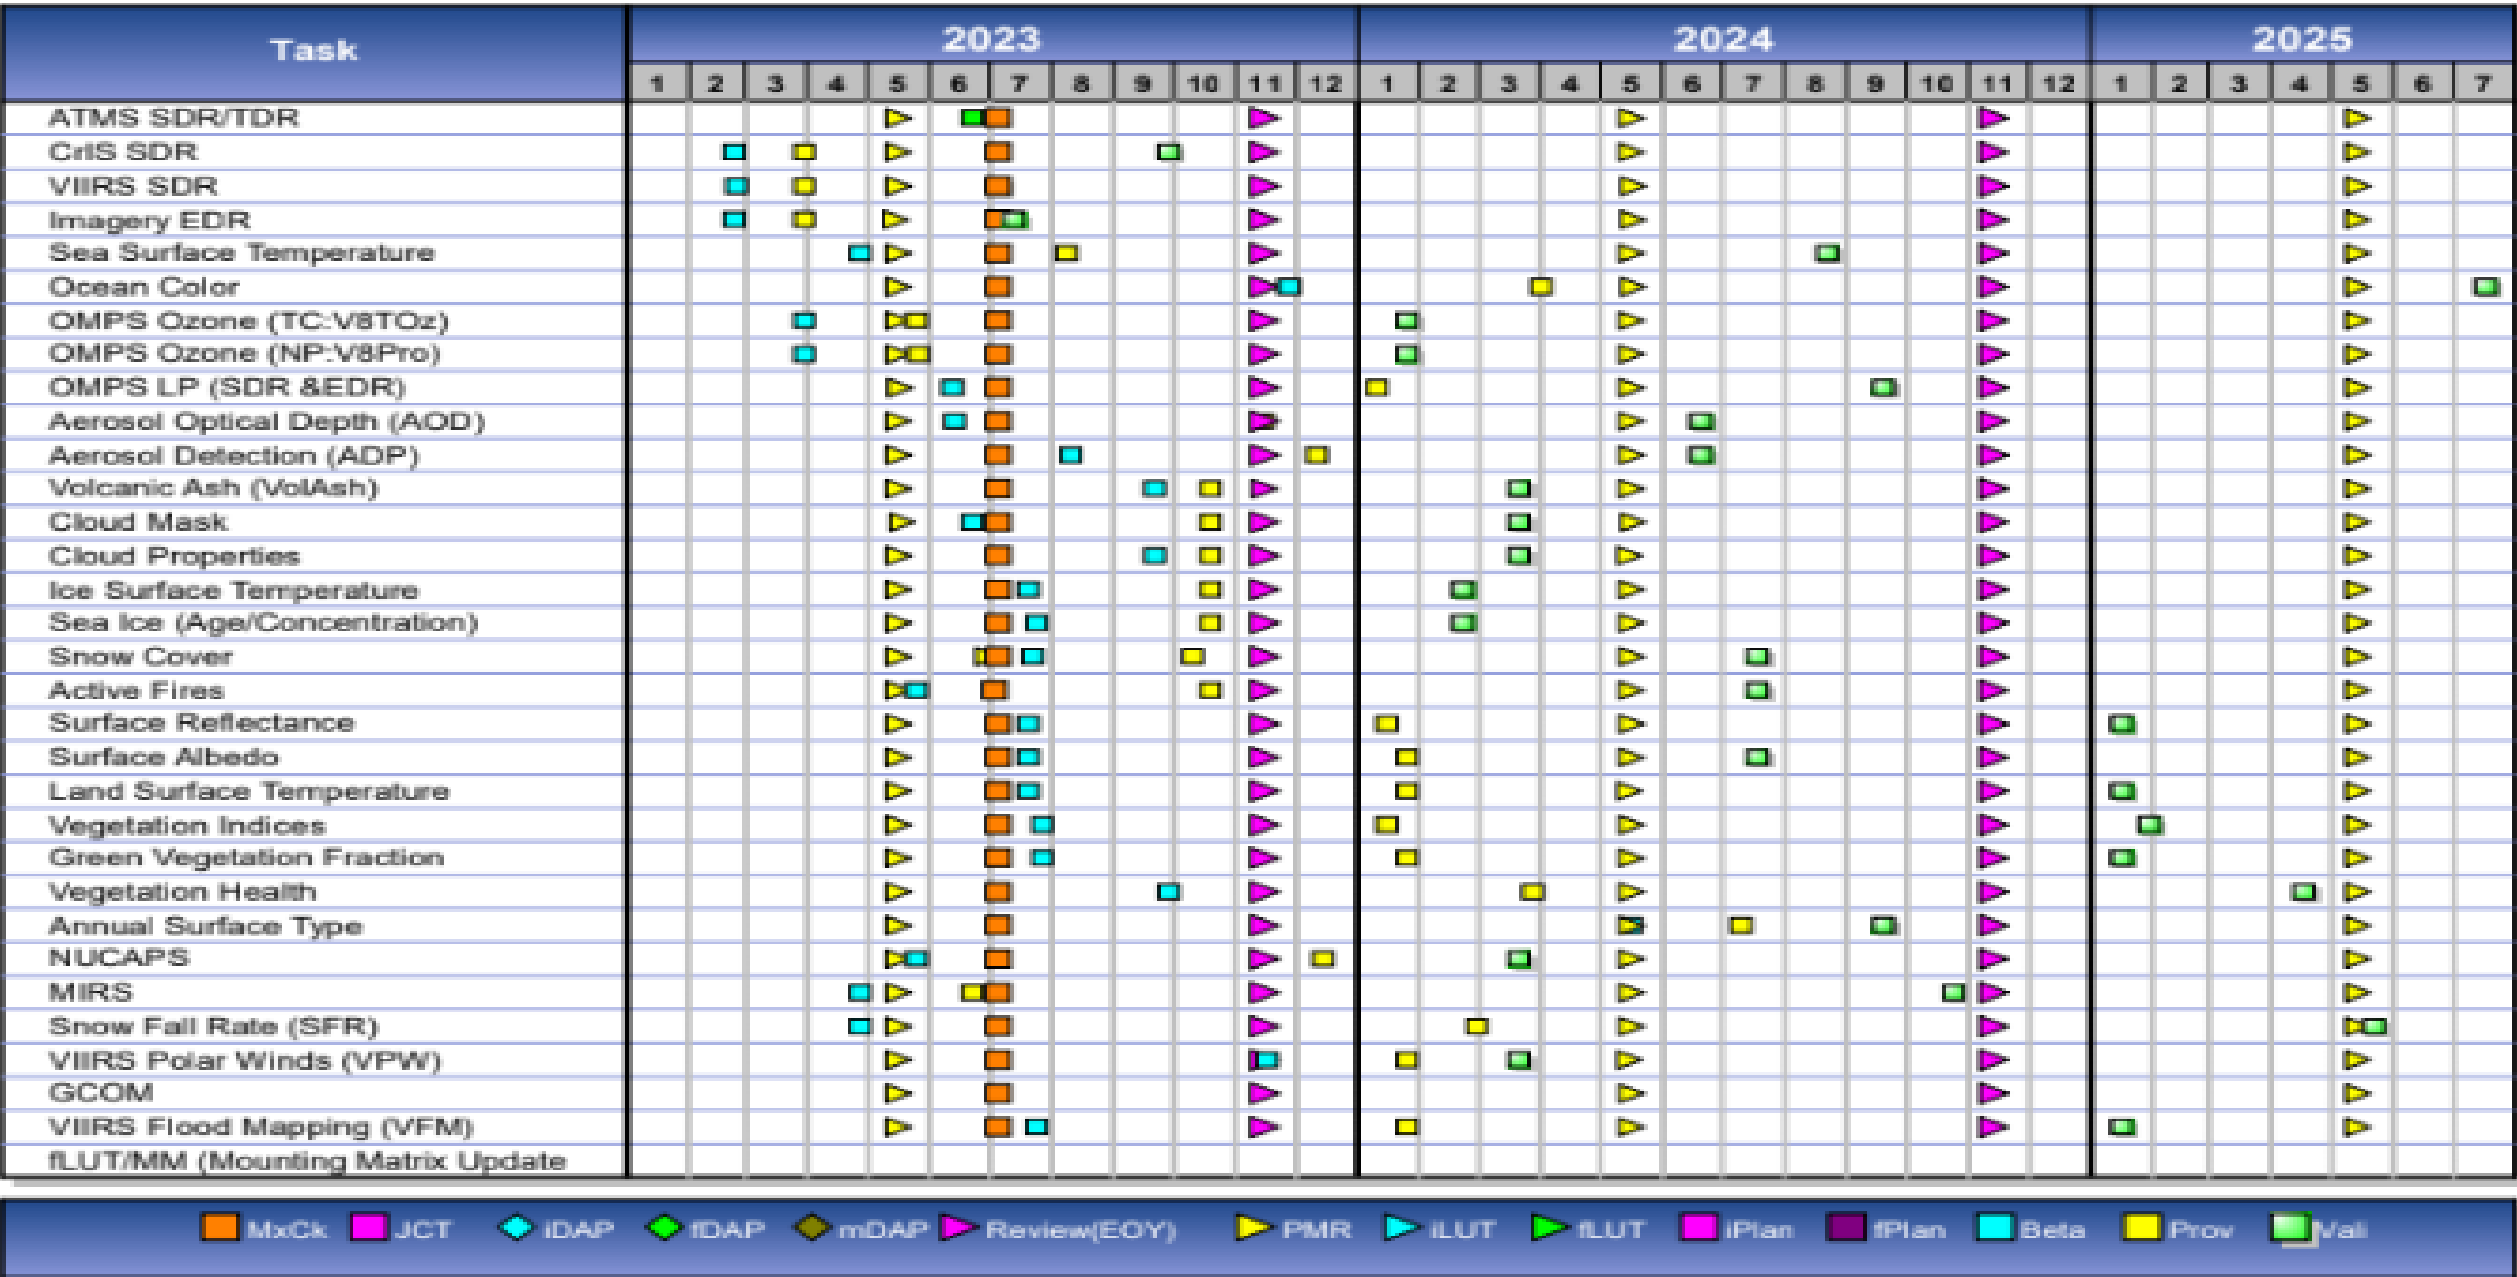 Task 2023 2024 2025
1 2 3 4 5 6 7 8 9 10 11 12 1 2 3 4 5 6 7 8 9 10 11 12 1 2 3 4 5 6 7
ATMS SDR/TDR
CrIS SDR
VIIRS SDR
Imagery EDR
Sea Surface Temperature
Ocean Color
OMPS Ozone (TC:V8TOz)
OMPS Ozone (NP:V8Pro)
OMPS LP (SDR &EDR)
Aerosol Optical Depth (AOD)
Aerosol Detection (ADP)
Volcanic Ash (VolAsh)
Cloud Mask
Cloud Properties
Ice Surface Temperature
Sea Ice (Age/Concentration)
Snow Cover
Active Fires
Surface Reflectance
Surface Albedo
Land Surface Temperature
Vegetation Indices
Green Vegetation Fraction
Vegetation Health
Annual Surface Type
NUCAPS
MIRS
Snow Fall Rate (SFR)
VIIRS Polar Winds (VPW)
GCOM
VIIRS Flood Mapping (VFM)
fLUT/MM (Mounting Matrix Update
MxCk JCT iDAP fDAP mDAP Review(EOY) PMR iLUT fLUT iPlan fPlan Beta Prov Vali